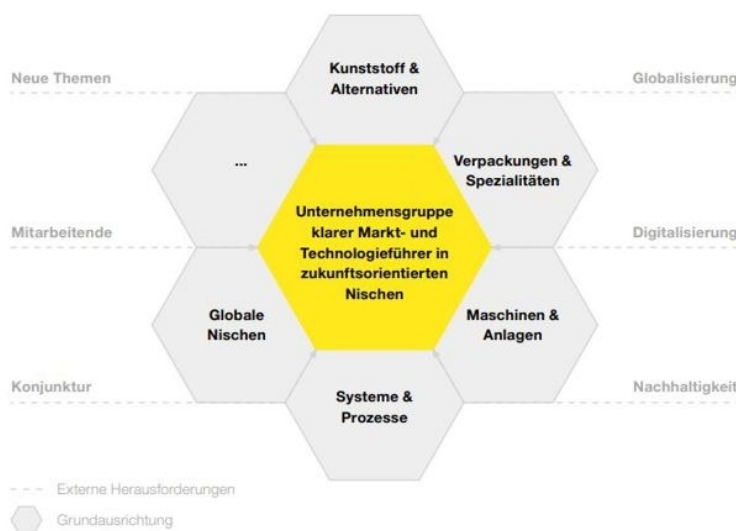 Kunststoff &
Alternativen
Neue Themen
Globalisierung
...
Verpackungen &
Spezialitäten
Unternehmensgruppe
klarer Markt- und
Technologieführer in
zukunftsorientierten
Nischen
Mitarbeitende
Digitalisierung
Globale
Nischen
Maschinen &
Anlagen
Konjunktur
Systeme &
Prozesse
Nachhaltigkeit
Externe Herausforderungen
Grundausrichtung